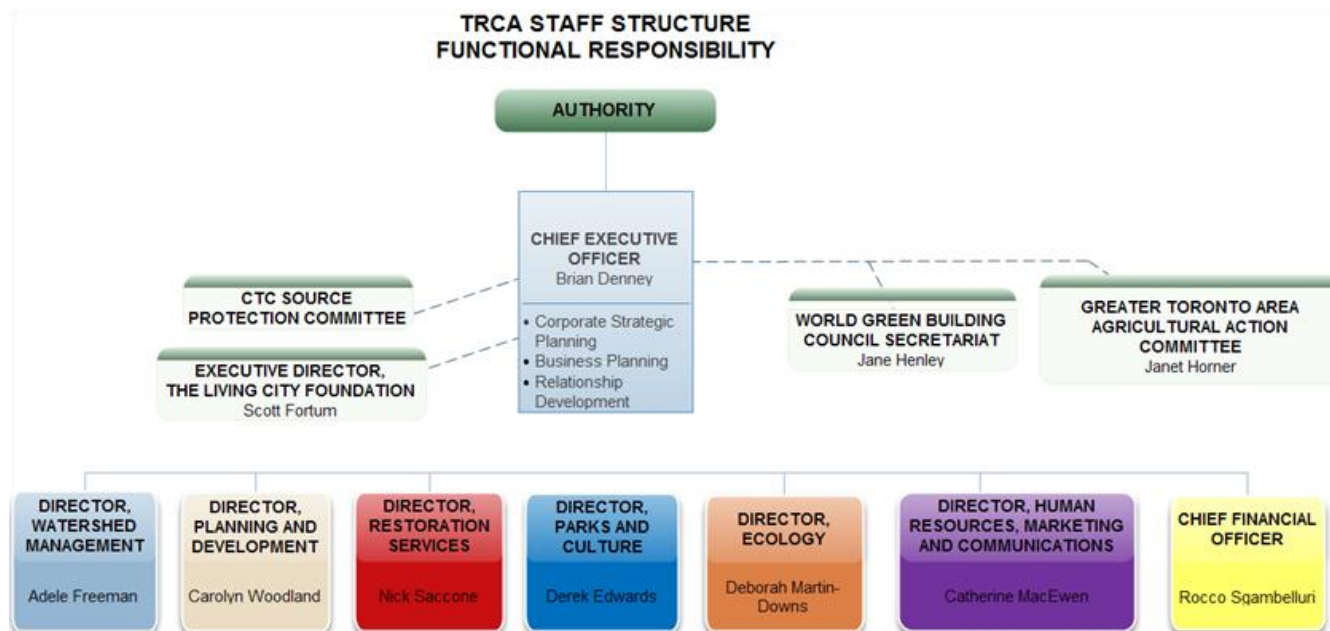 TRCA STAFF STRUCTURE
FUNCTIONAL RESPONSIBILITY
AUTHORITY
CHIEF EXECUTIVE
OFFICER
Brian Denney
• Corporate Strategic
Planning
• Business Planning
• Relationship
Development
CTC SOURCE
PROTECTION COMMITTEE
EXECUTIVE DIRECTOR,
THE LIVING CITY FOUNDATION
Scott Fortum
WORLD GREEN BUILDING
COUNCIL SECRETARIAT
Jane Henley
GREATER TORONTO AREA
AGRICULTURAL ACTION
COMMITTEE
Janet Horner
DIRECTOR,
WATERSHED
MANAGEMENT
Adele Freeman
DIRECTOR,
PLANNING AND
DEVELOPMENT
Carolyn Woodland
DIRECTOR,
RESTORATION
SERVICES
Nick Saccone
DIRECTOR,
PARKS AND
CULTURE
Derek Edwards
DIRECTOR,
ECOLOGY
Deborah Martin-
Downs
DIRECTOR, HUMAN
RESOURCES, MARKETING
AND COMMUNICATIONS
Catherine MacEwen
CHIEF FINANCIAL
OFFICER
Rocco Sgambelluri